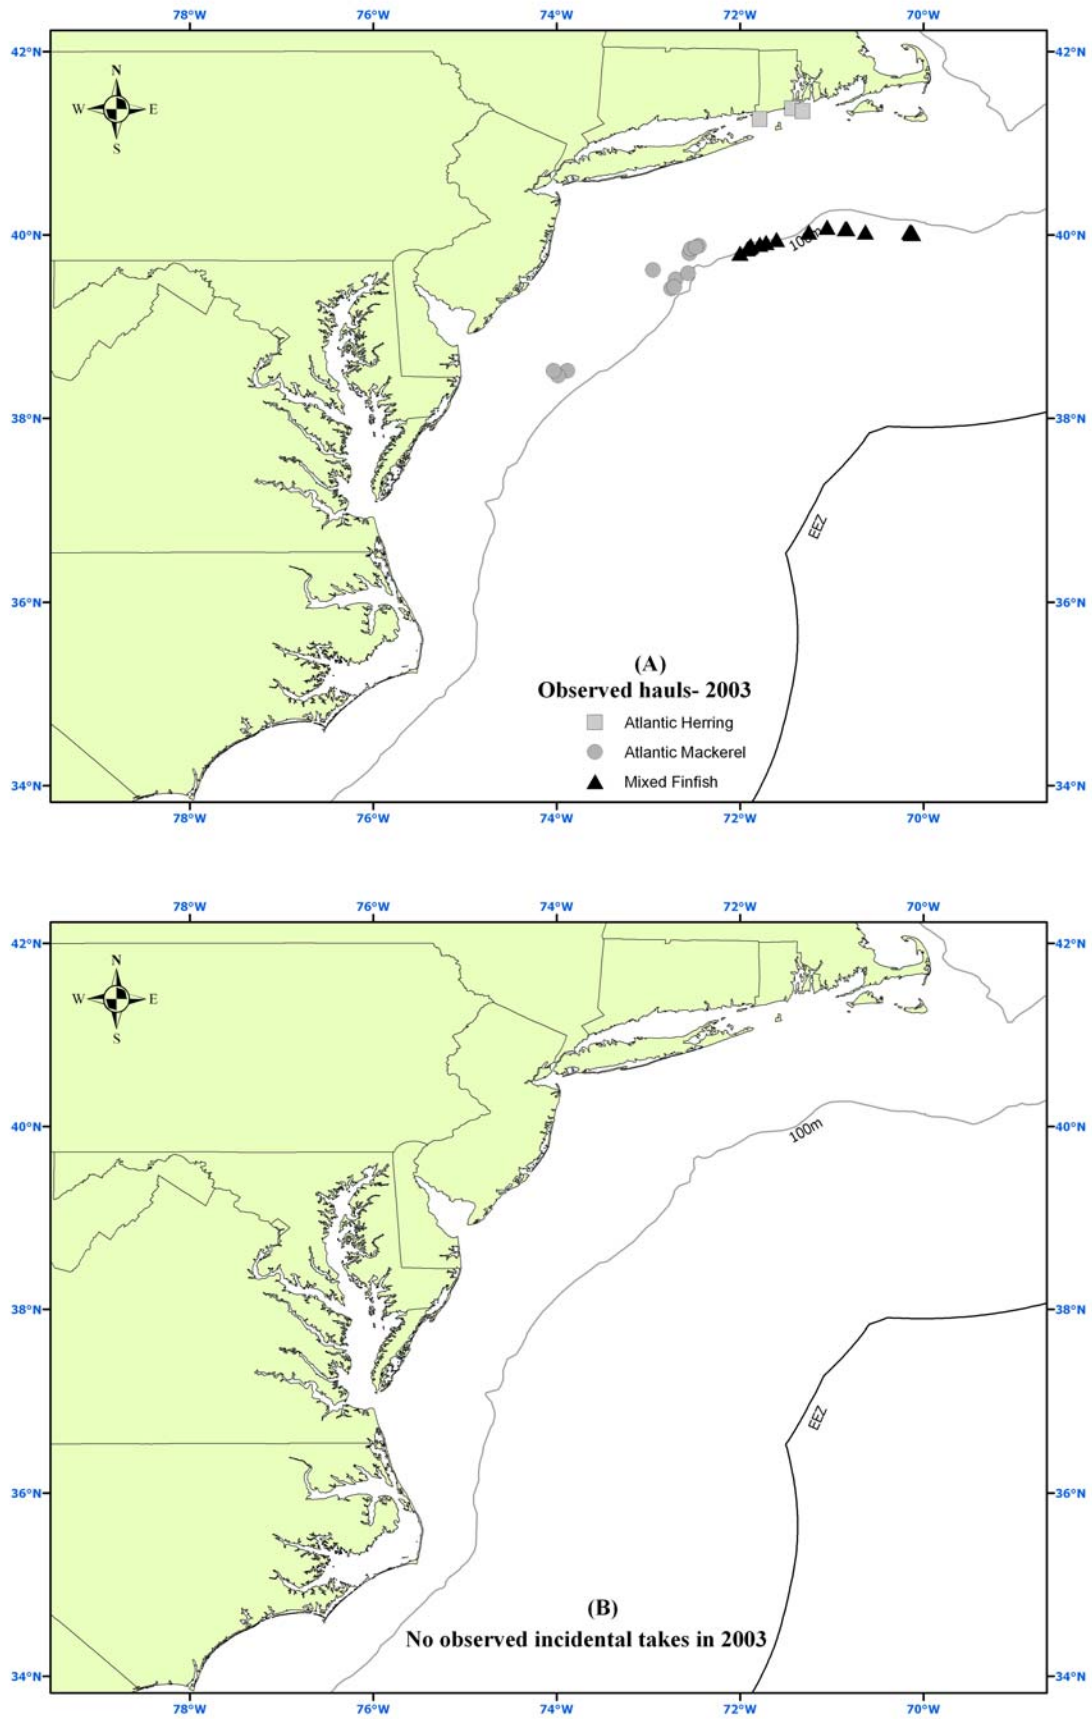 78°W 76°W 74°W 72°W 70°W
42°N 42°N
N
W E
S
40°N 40°N
100m
38°N 38°N
EEZ
36°N 36°N
(A)
Observed hauls- 2003
Atlantic Herring
Atlantic Mackerel
Mixed Finfish
34°N 34°N
78°W 76°W 74°W 72°W 70°W
78°W 76°W 74°W 72°W 70°W
42°N 42°N
N
W E
S
40°N 40°N
100m
38°N 38°N
EEZ
36°N 36°N
(B)
No observed incidental takes in 2003
34°N 34°N
78°W 76°W 74°W 72°W 70°W